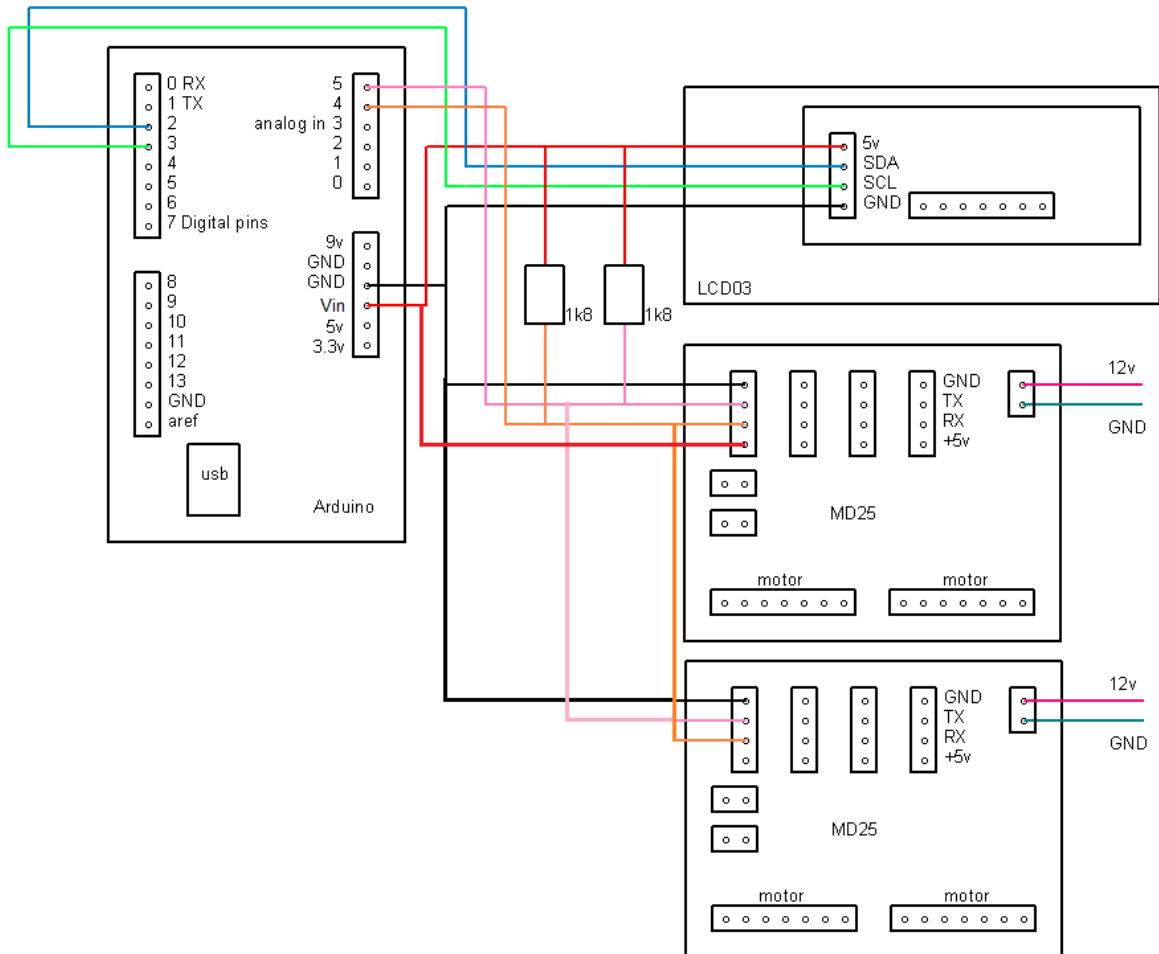 0 RX
1 TX
2
3
4
5
6
7 Digital pins
8
9
10
11
12
13
GND
aref
usb
5
4
analog in 3
2
1
0
9v
GND
GND
Vin
5v
3.3v
Arduino
1k8
1k8
5v
SDA
SCL
GND
LCD03
GND
TX
RX
+5v
12v
GND
MD25
motor
motor
GND
TX
RX
+5v
12v
GND
MD25
motor
motor